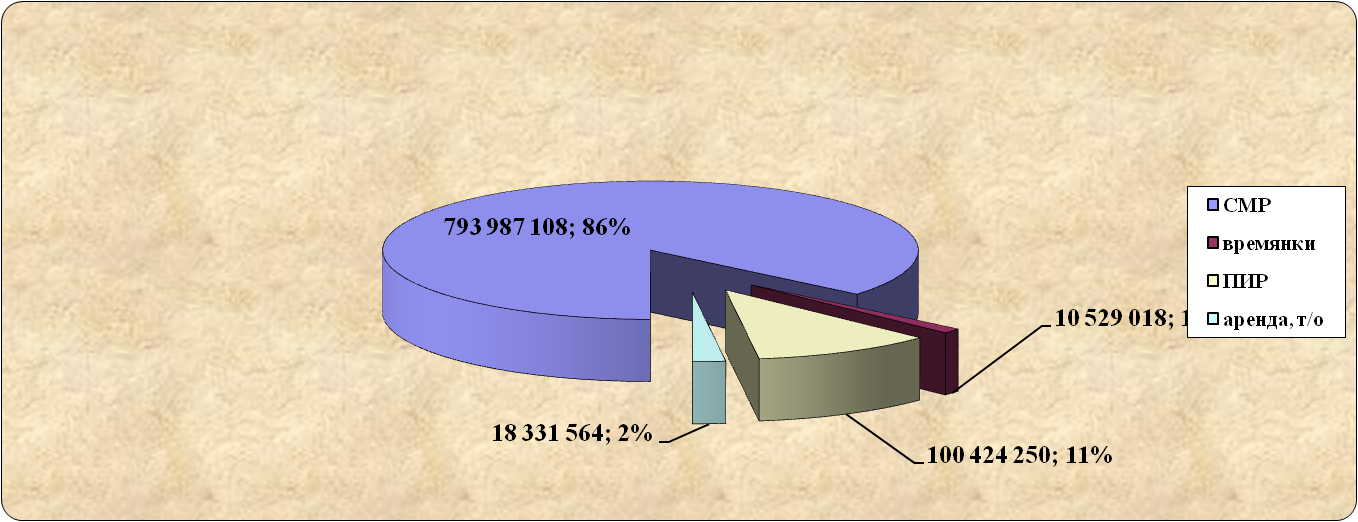 793 987 108; 86%
СМР
времянки
ПИР
аренда, т/о
10 529 018;
18 331 564; 2%
100 424 250; 11%